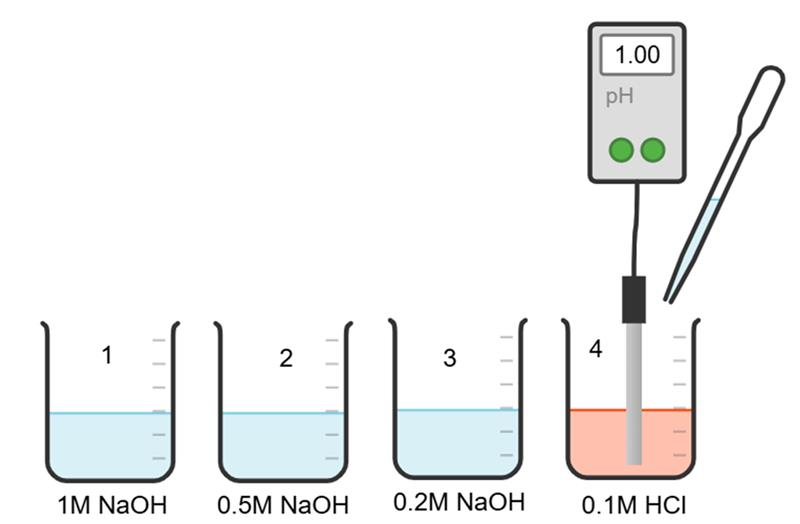 1.00
pH
1
2
3
4
1M NaOH
0.5M NaOH
0.2M NaOH
0.1M HCl